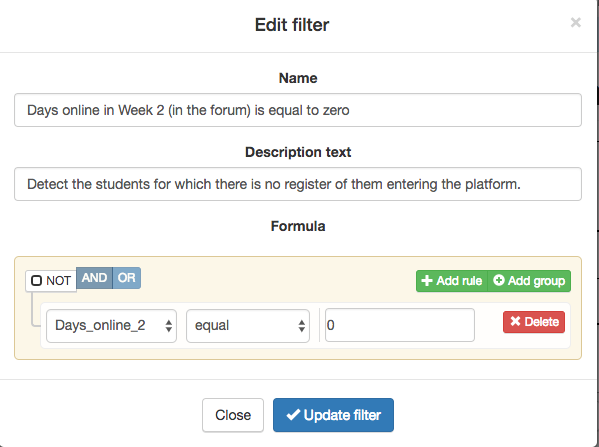 Edit filter ×
Name
Days online in Week 2 (in the forum) is equal to zero
Description text
Detect the students for which there is no register of them entering the platform.
Formula
NOT AND OR Add rule Add group
Days_online_2 equal 0 Delete
Close Update filter